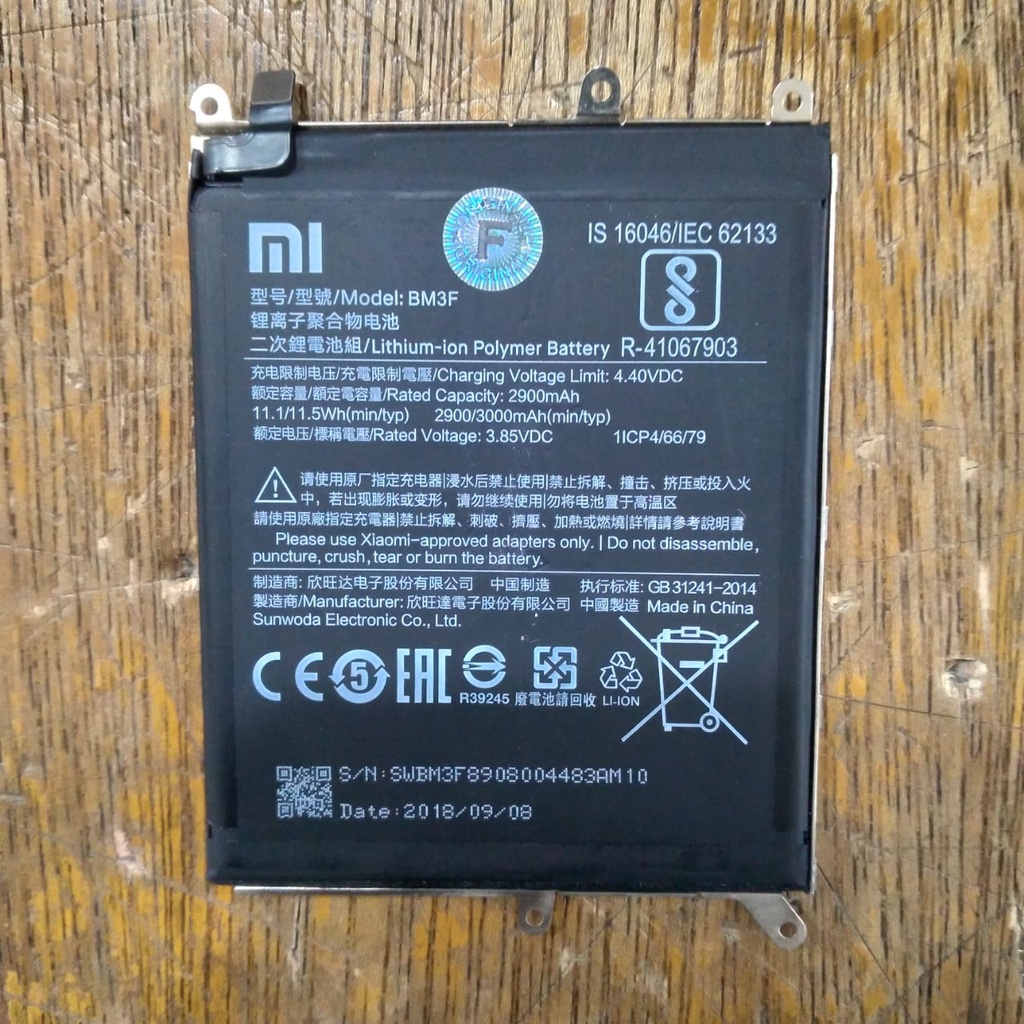 MI
F
ORIGINAL
IS 16046/IEC 62133
型号/型號/Model: BM3F
锂离子聚合物电池
二次鋰電池組/Lithium-ion Polymer Battery R-41067903
充电限制电压/充電限制電壓/Charging Voltage Limit: 4.40VDC
额定容量/額定電容量/Rated Capacity: 2900mAh
11.1/11.5Wh(min/typ) 2900/3000mAh(min/typ)
额定电压/標稱電壓/Rated Voltage: 3.85VDC 1ICP4/66/79
请使用原厂指定充电器|浸水后禁止使用|禁止拆解、撞击、挤压或投入火
中，若出现膨胀或变形，请勿继续使用|勿将电池置于高温区
請使用原廠指定充電器|禁止拆解、刺破、擠壓、加熱或燃燒|詳情請參考說明書
Please use Xiaomi-approved adapters only. | Do not disassemble,
puncture, crush, tear or burn the battery.
制造商: 欣旺达电子股份有限公司 中国制造 执行标准: GB 31241-2014
製造商/Manufacturer: 欣旺達電子股份有限公司 中國製造 Made in China
Sunwoda Electronic Co., Ltd.
CE 5 EAC
R39245 廢電池請回收 LI-ION
S/N:SWBM3F8908004483AM10
Date:2018/09/08